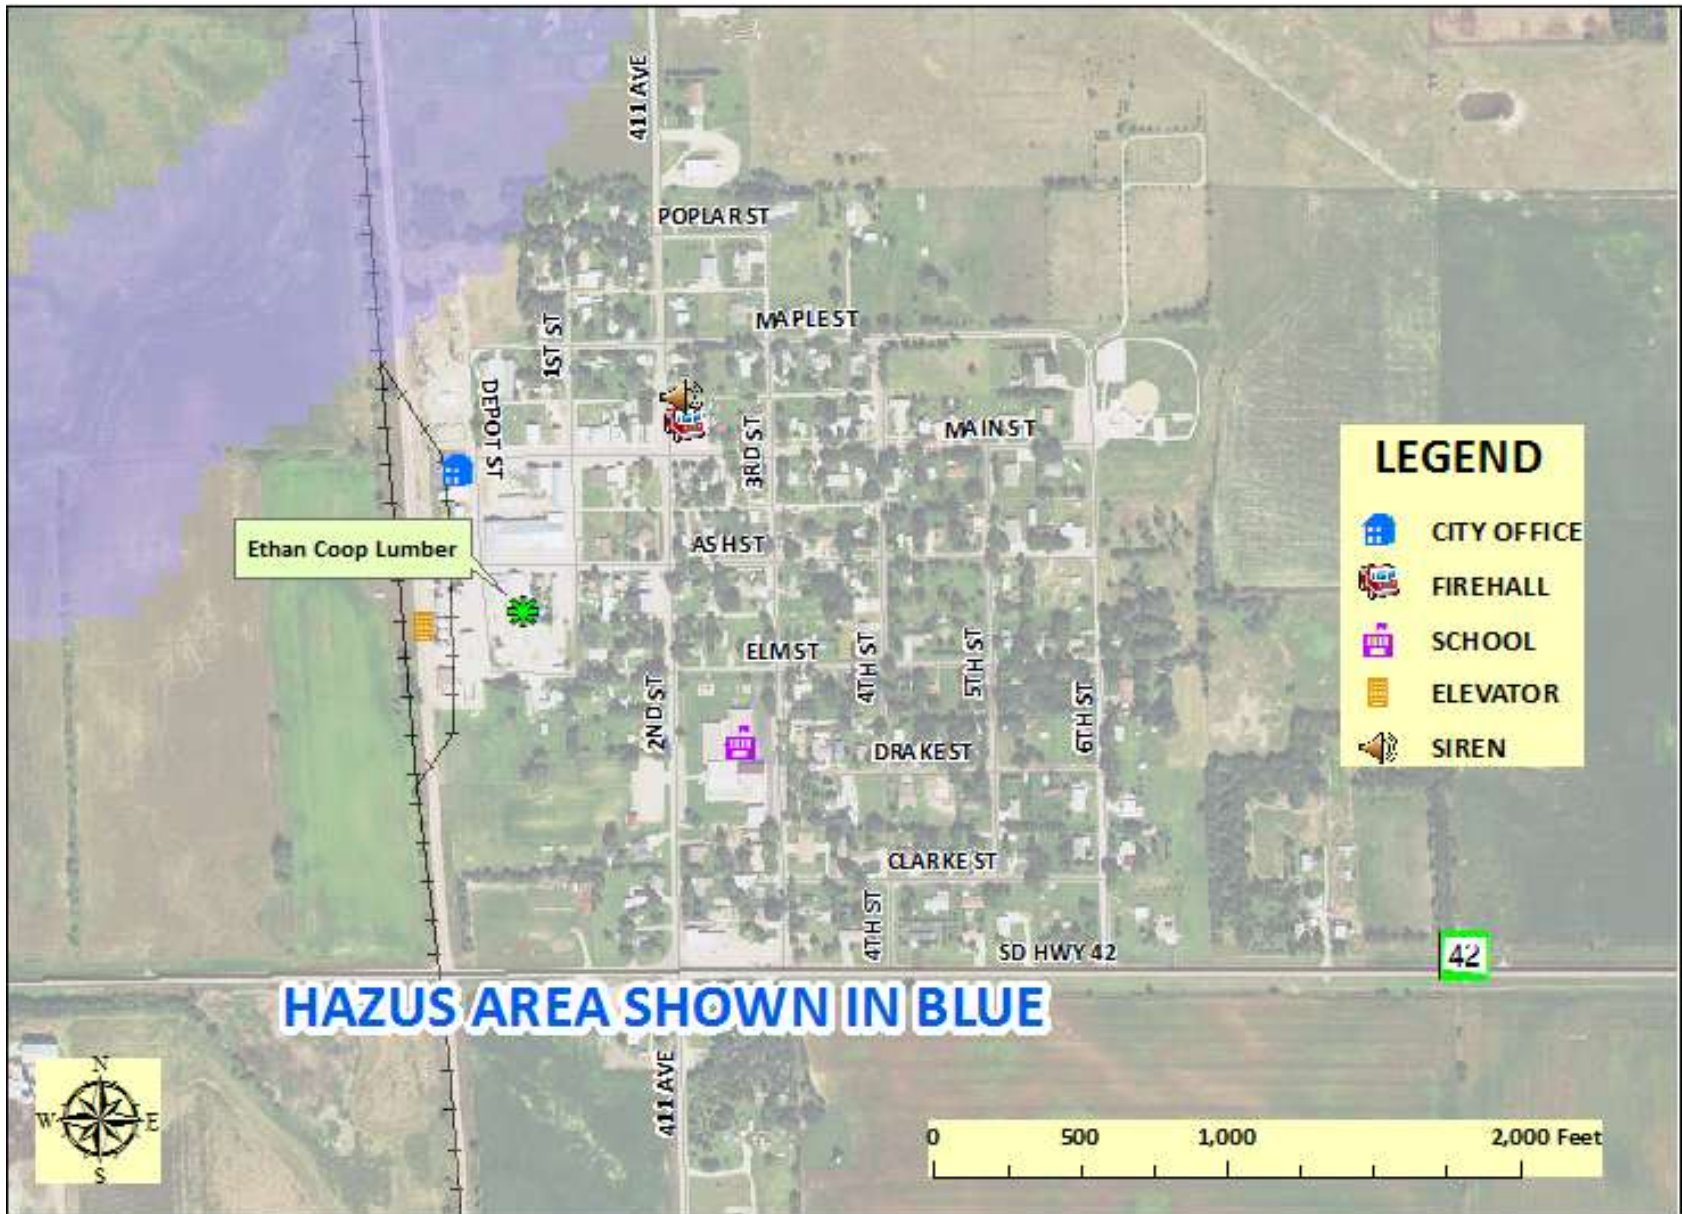 411 AVE
POPLAR ST
MAPLE ST
1ST ST
DEPOT ST
3RD ST
MAIN ST
LEGEND
CITY OFFICE
FIREHALL
SCHOOL
ELEVATOR
SIREN
Ethan Coop Lumber
ASH ST
ELM ST
4TH ST
5TH ST
2ND ST
6TH ST
DRAKE ST
CLARKE ST
4TH ST
SD HWY 42
42
HAZUS AREA SHOWN IN BLUE
411 AVE
N
W E
S
0 500 1,000 2,000 Feet